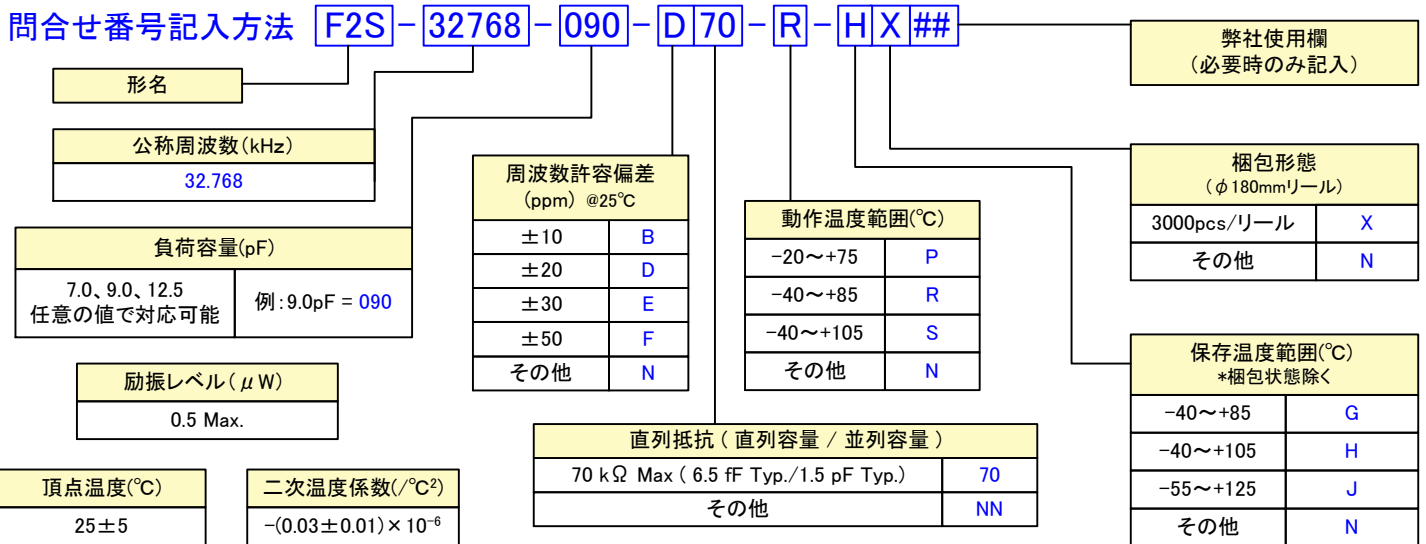 問合せ番号記入方法 F2S-32768-090-D70-R-HX##
弊社使用欄
(必要時のみ記入)
形名
公称周波数(kHz)
32.768
負荷容量(pF)
7.0、9.0、12.5
任意の値で対応可能
例:9.0pF = 090
励振レベル(μW)
0.5 Max.
頂点温度(℃)
25±5
二次温度係数(/℃²)
-(0.03±0.01)×10⁻⁶
周波数許容偏差
(ppm) @25℃
±10 B
±20 D
±30 E
±50 F
その他 N
直列抵抗 ( 直列容量 / 並列容量 )
70 kΩ Max ( 6.5 fF Typ./1.5 pF Typ.) 70
その他 NN
動作温度範囲(℃)
-20~+75 P
-40~+85 R
-40~+105 S
その他 N
梱包形態
(φ180mmリール)
3000pcs/リール X
その他 N
保存温度範囲(℃)
*梱包状態除く
-40~+85 G
-40~+105 H
-55~+125 J
その他 N